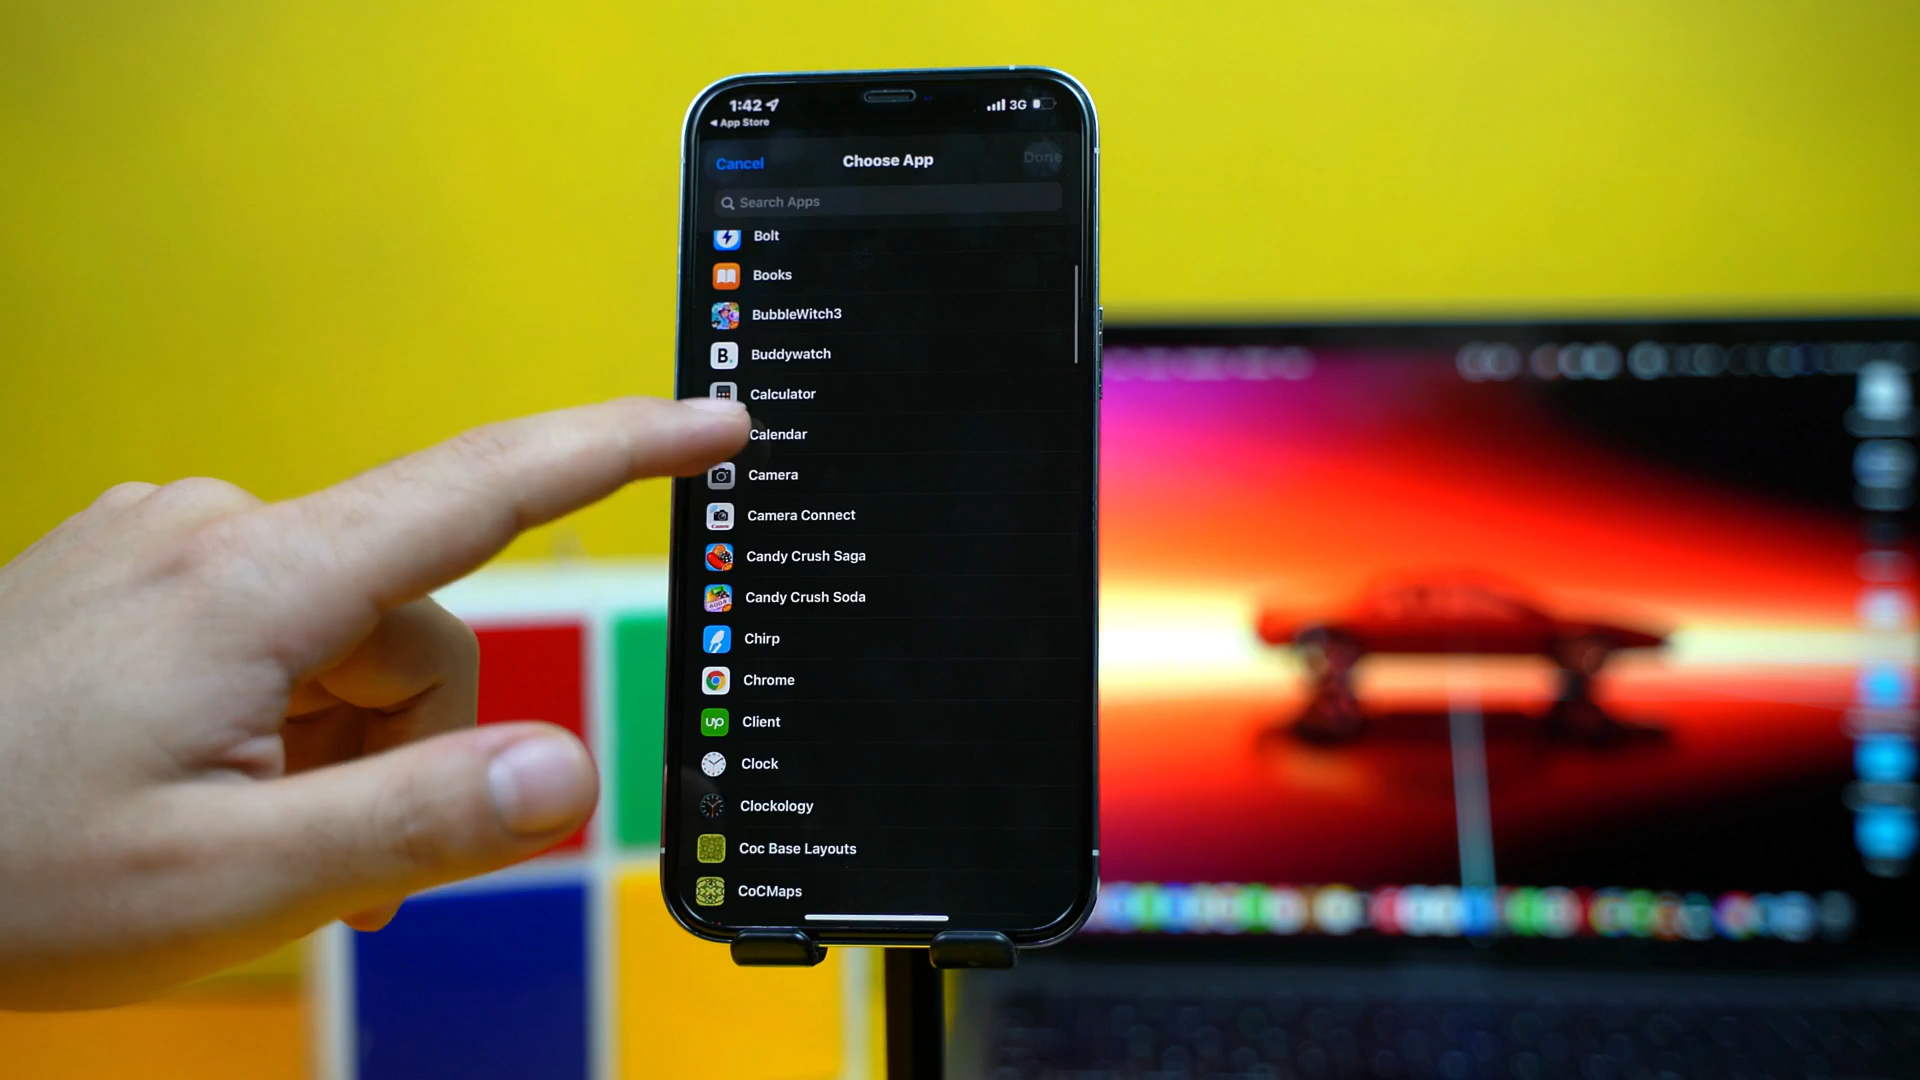 1:42
3G
App Store
Cancel
Choose App
Done
Search Apps
Bolt
Books
BubbleWitch3
B. Buddywatch
Calculator
Calendar
Camera
Camera Connect
Candy Crush Saga
Candy Crush Soda
Chirp
Chrome
up Client
Clock
Clockology
Coc Base Layouts
CoCMaps